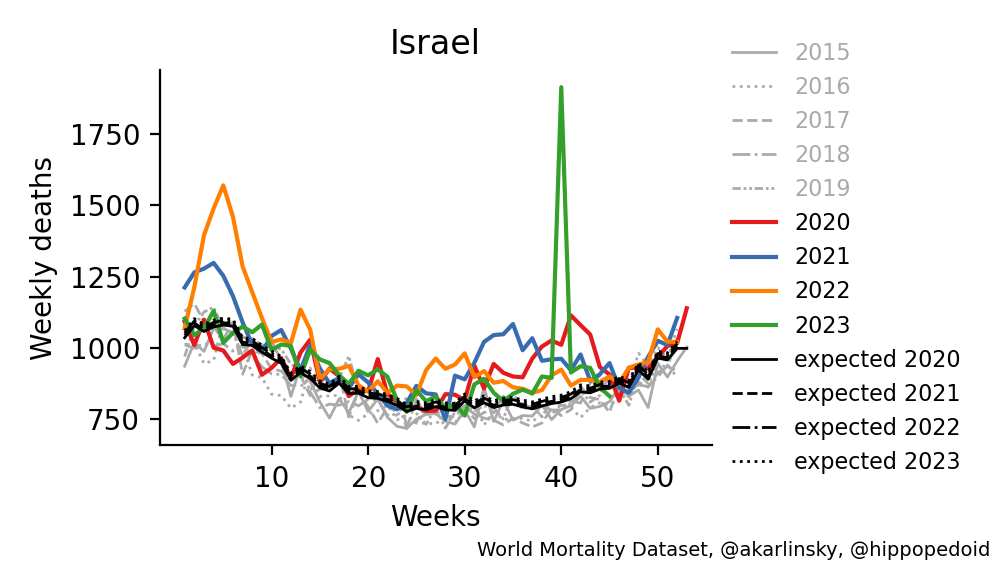 Israel
Weekly deaths
1750
1500
1250
1000
750
10 20 30 40 50
Weeks
2015
2016
2017
2018
2019
2020
2021
2022
2023
expected 2020
expected 2021
expected 2022
expected 2023
World Mortality Dataset, @akarlinsky, @hippopedoid